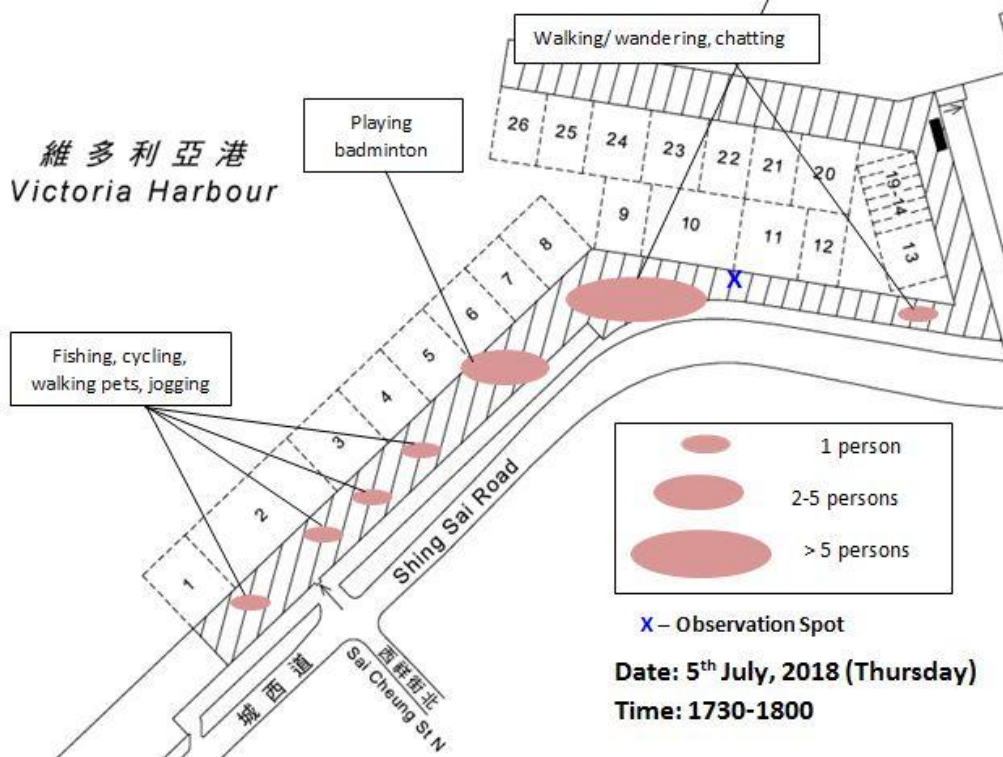 Walking/ wandering, chatting
Playing
badminton
維多利亞港
Victoria Harbour
26
25
24
23
22
21
20
19-14
13
9
10
11
12
8
7
6
5
4
3
2
1
X
Fishing, cycling,
walking pets, jogging
Shing Sai Road
城西道
西祥街北
Sai Cheung St N
1 person
2-5 persons
> 5 persons
X – Observation Spot
Date: 5th July, 2018 (Thursday)
Time: 1730-1800